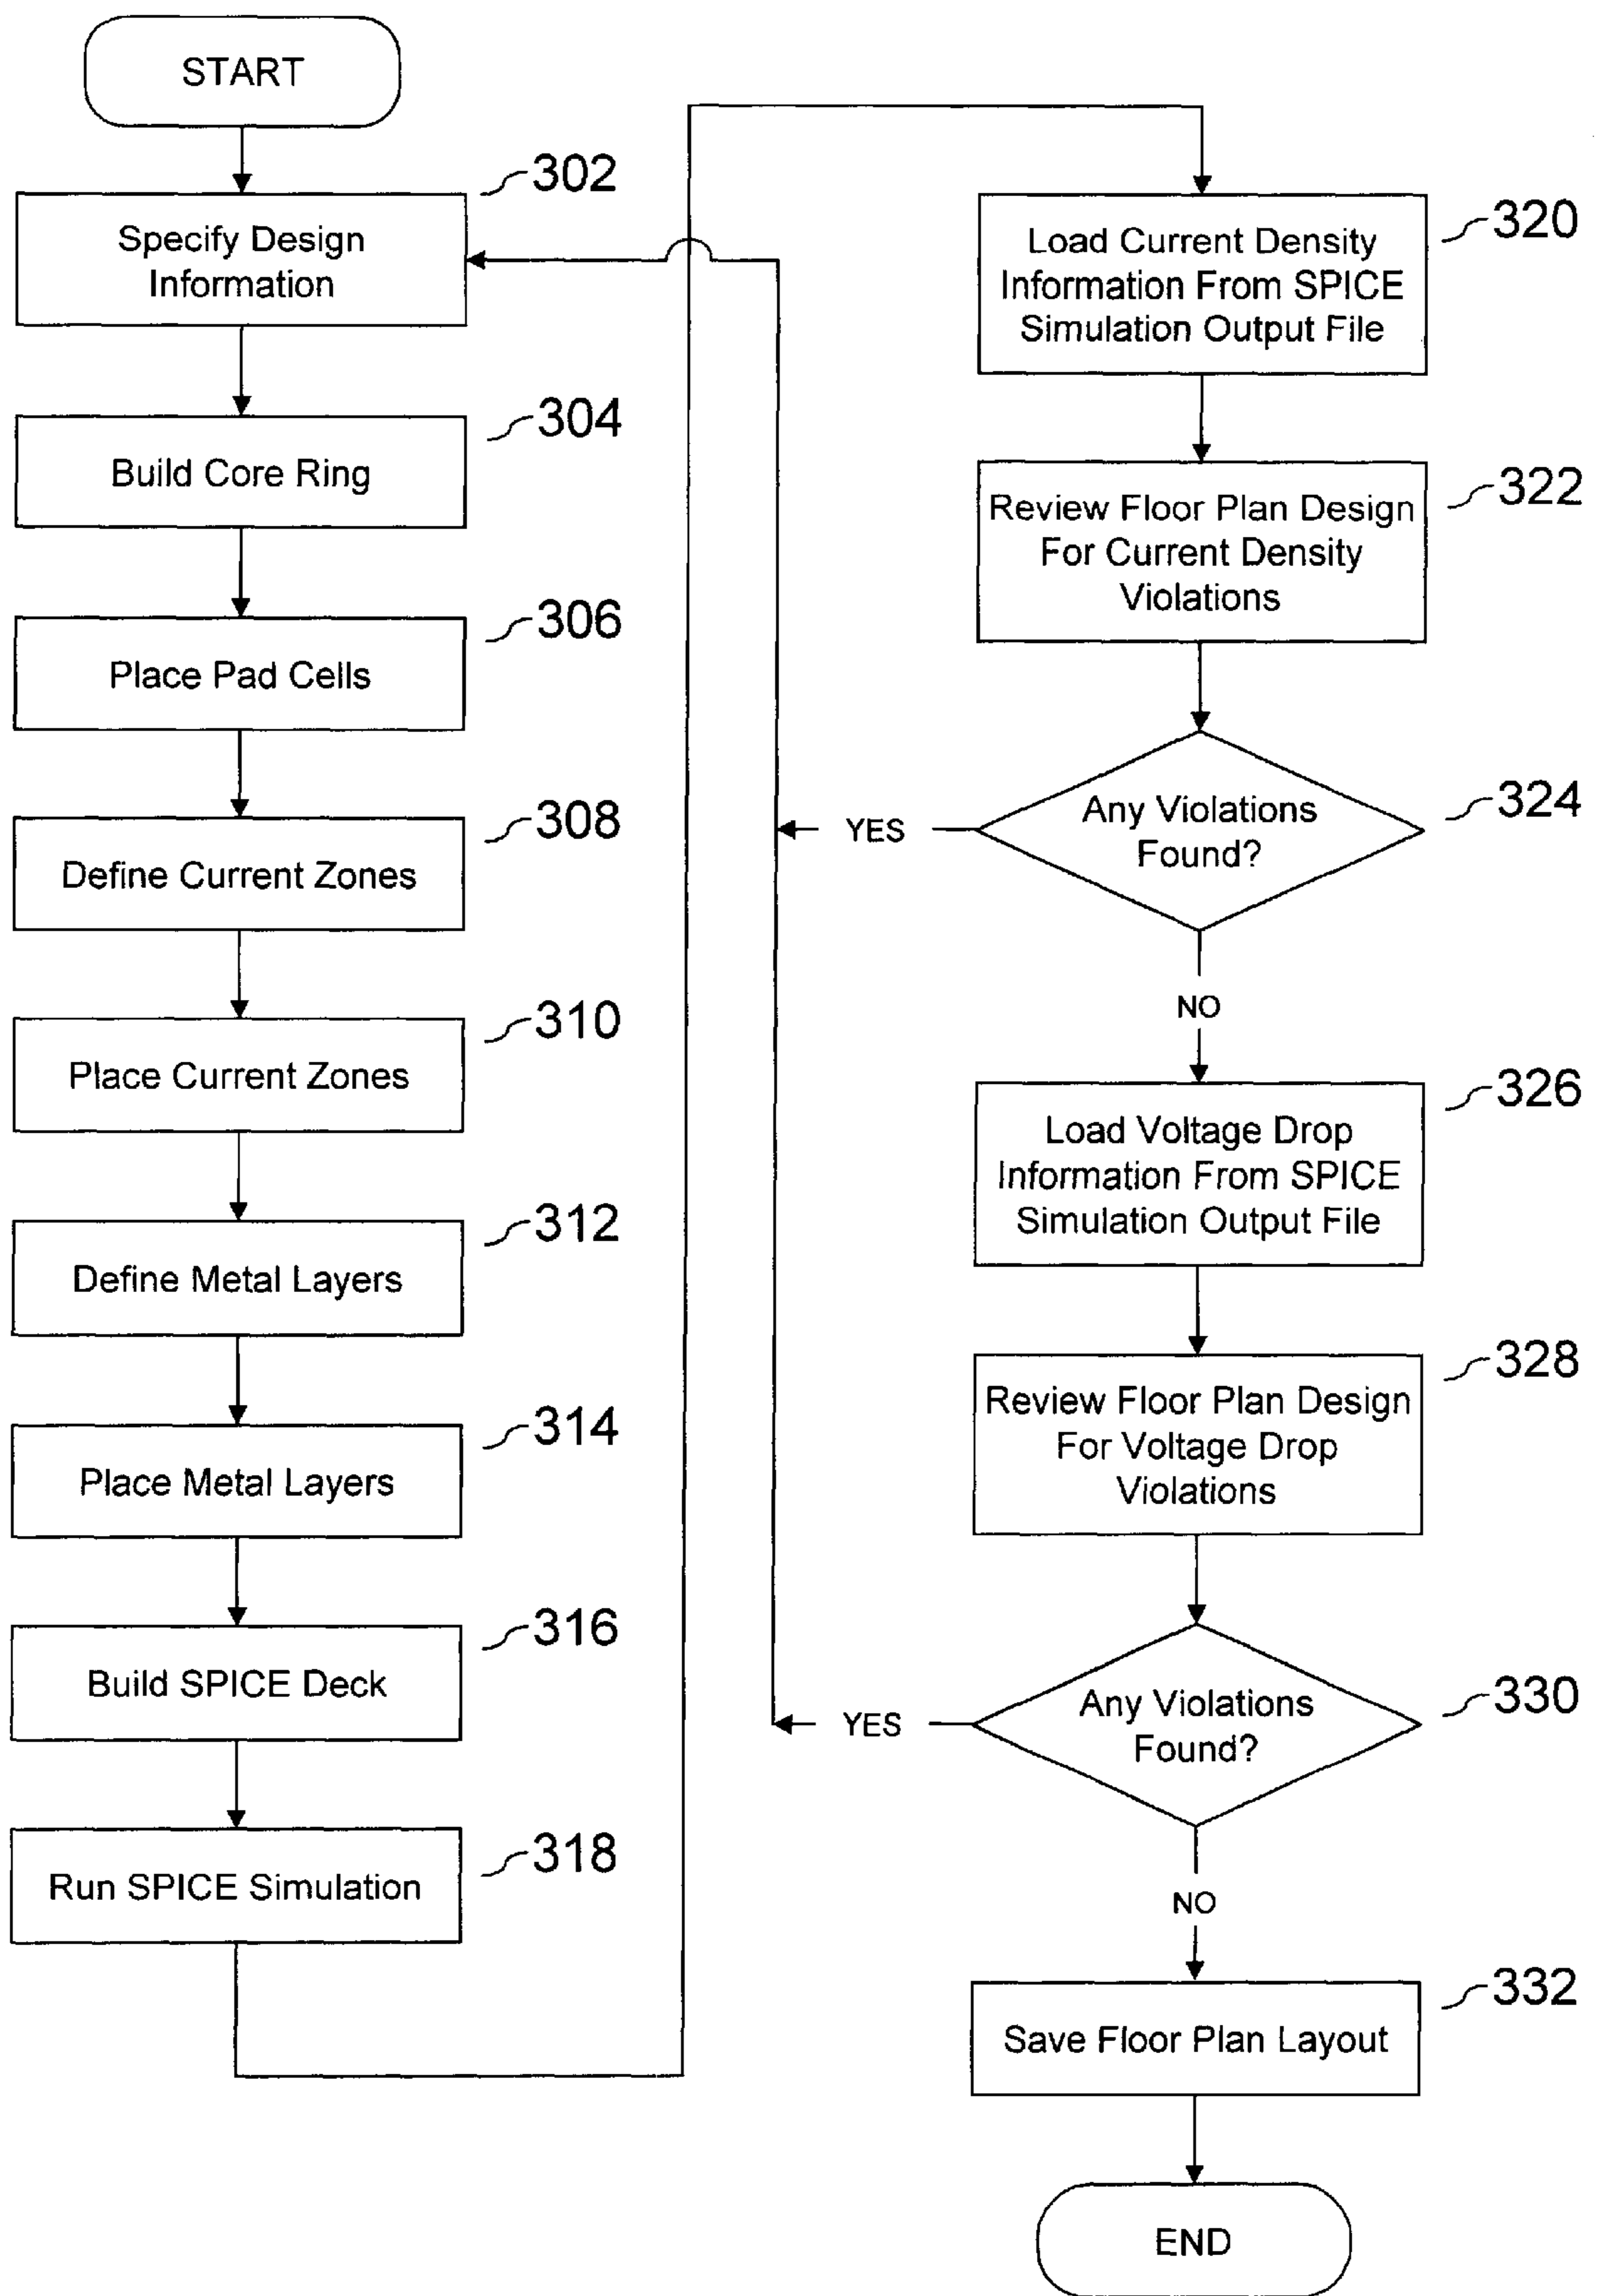 START
302
Specify Design
Information
304
Build Core Ring
306
Place Pad Cells
308
Define Current Zones
310
Place Current Zones
312
Define Metal Layers
314
Place Metal Layers
316
Build SPICE Deck
318
Run SPICE Simulation
320
Load Current Density
Information From SPICE
Simulation Output File
322
Review Floor Plan Design
For Current Density
Violations
324
Any Violations
Found?
YES
NO
326
Load Voltage Drop
Information From SPICE
Simulation Output File
328
Review Floor Plan Design
For Voltage Drop
Violations
330
Any Violations
Found?
YES
NO
332
Save Floor Plan Layout
END